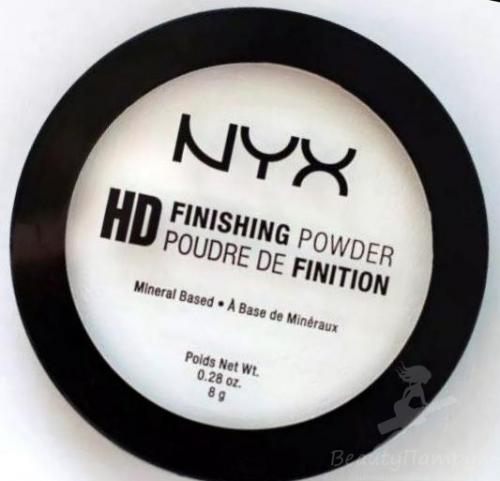 NYX
HD FINISHING POWDER
POUDRE DE FINITION
Mineral Based • À Base de Minéraux
Poids Net Wt.
0.28 oz.
8 g
BeautyПатру